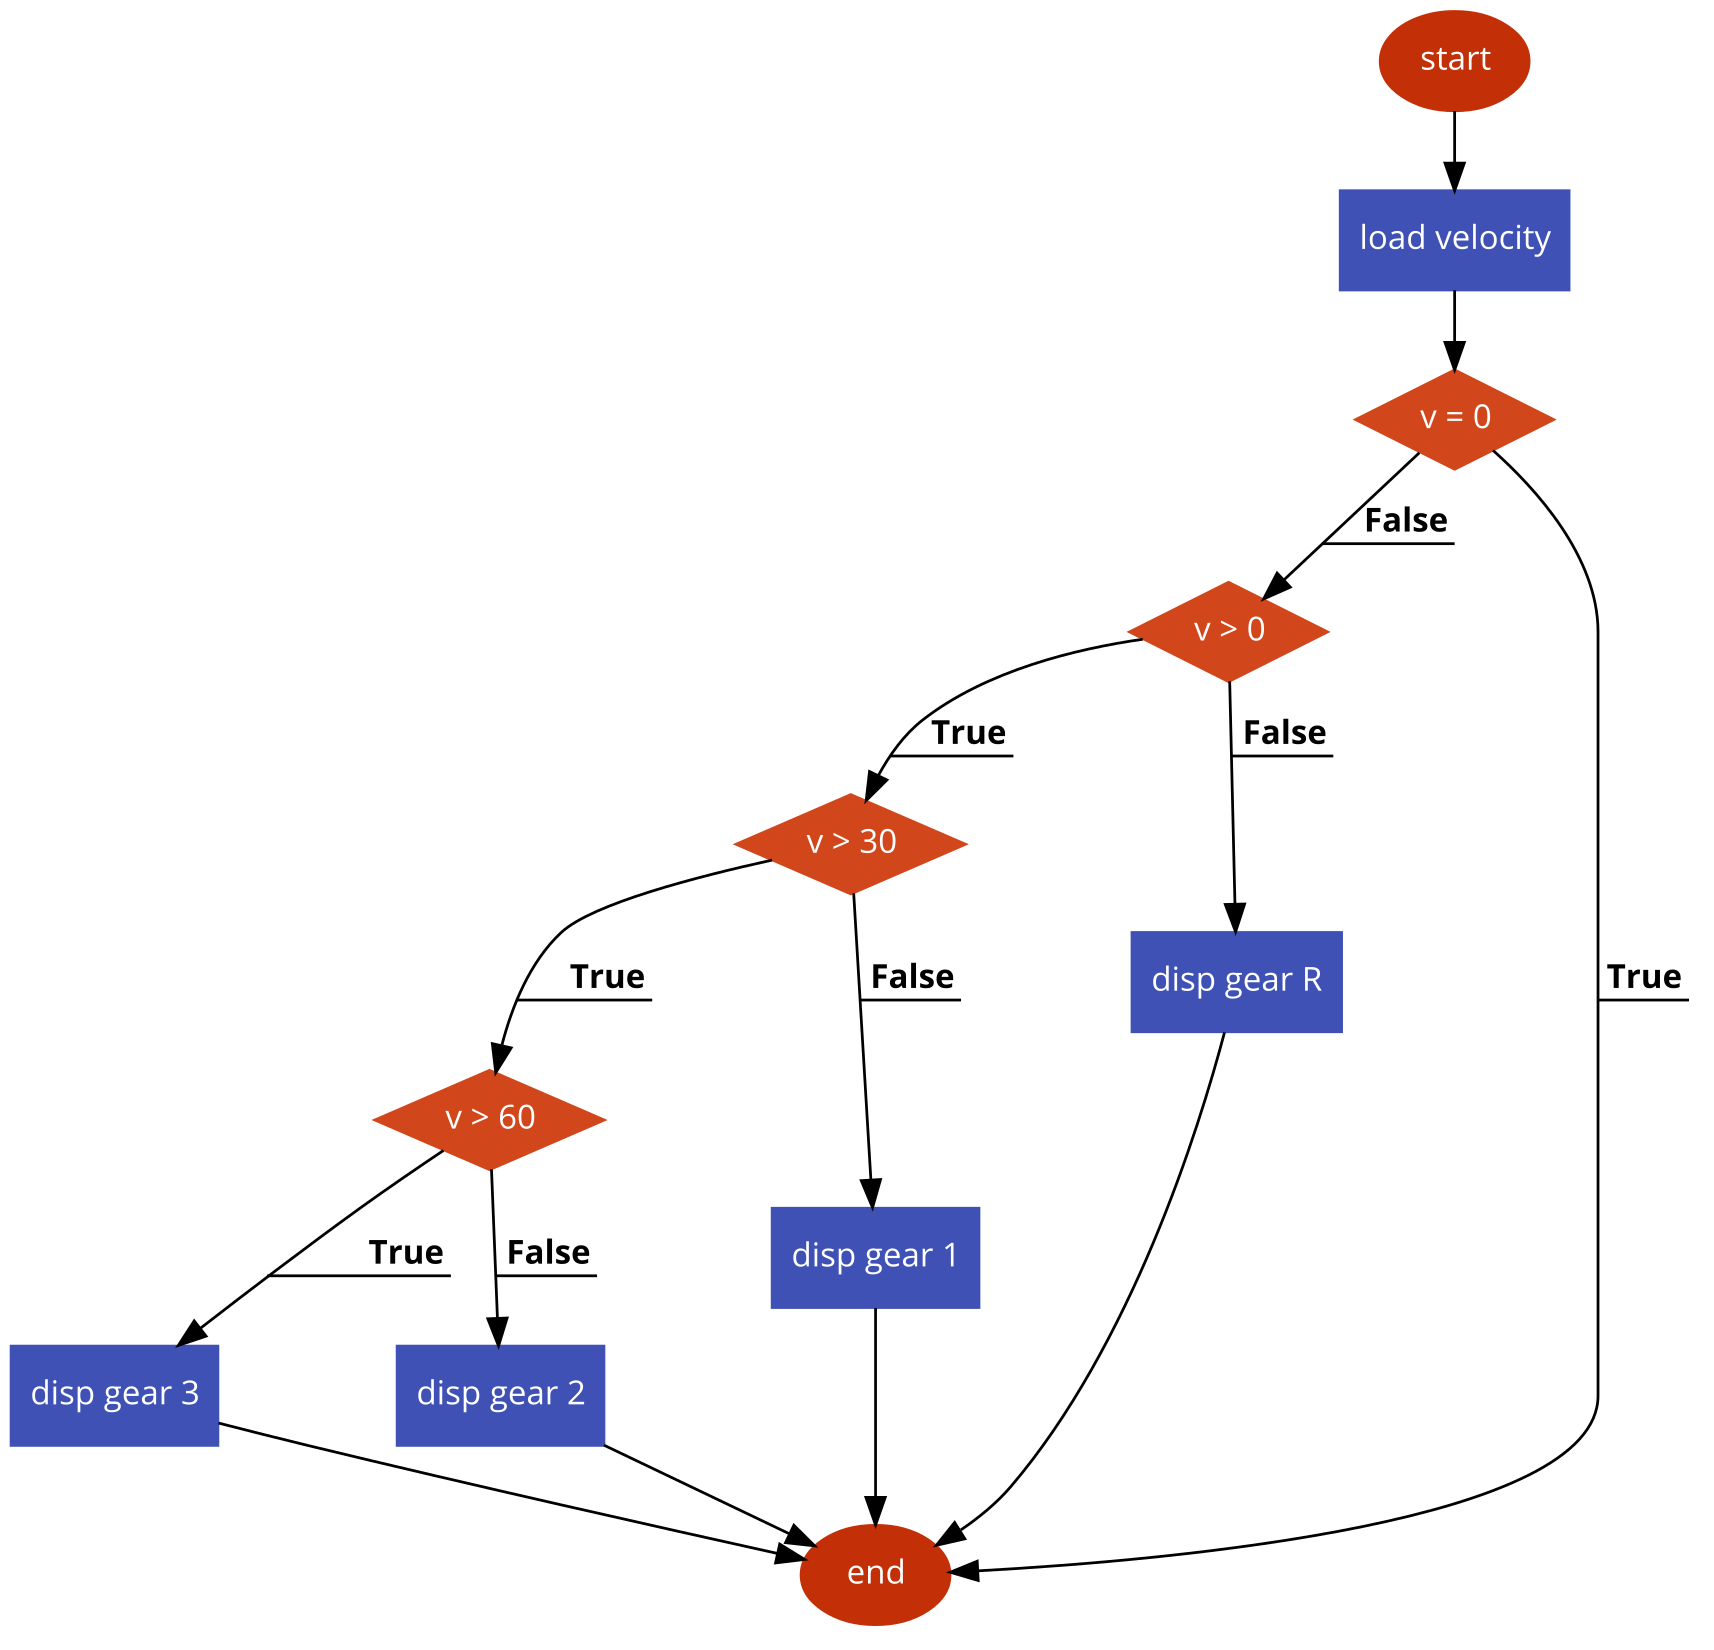 start
load velocity
v = 0
False
v > 0
True
False
v > 30
True
False
disp gear R
True
v > 60
True
False
disp gear 1
disp gear 3
disp gear 2
end